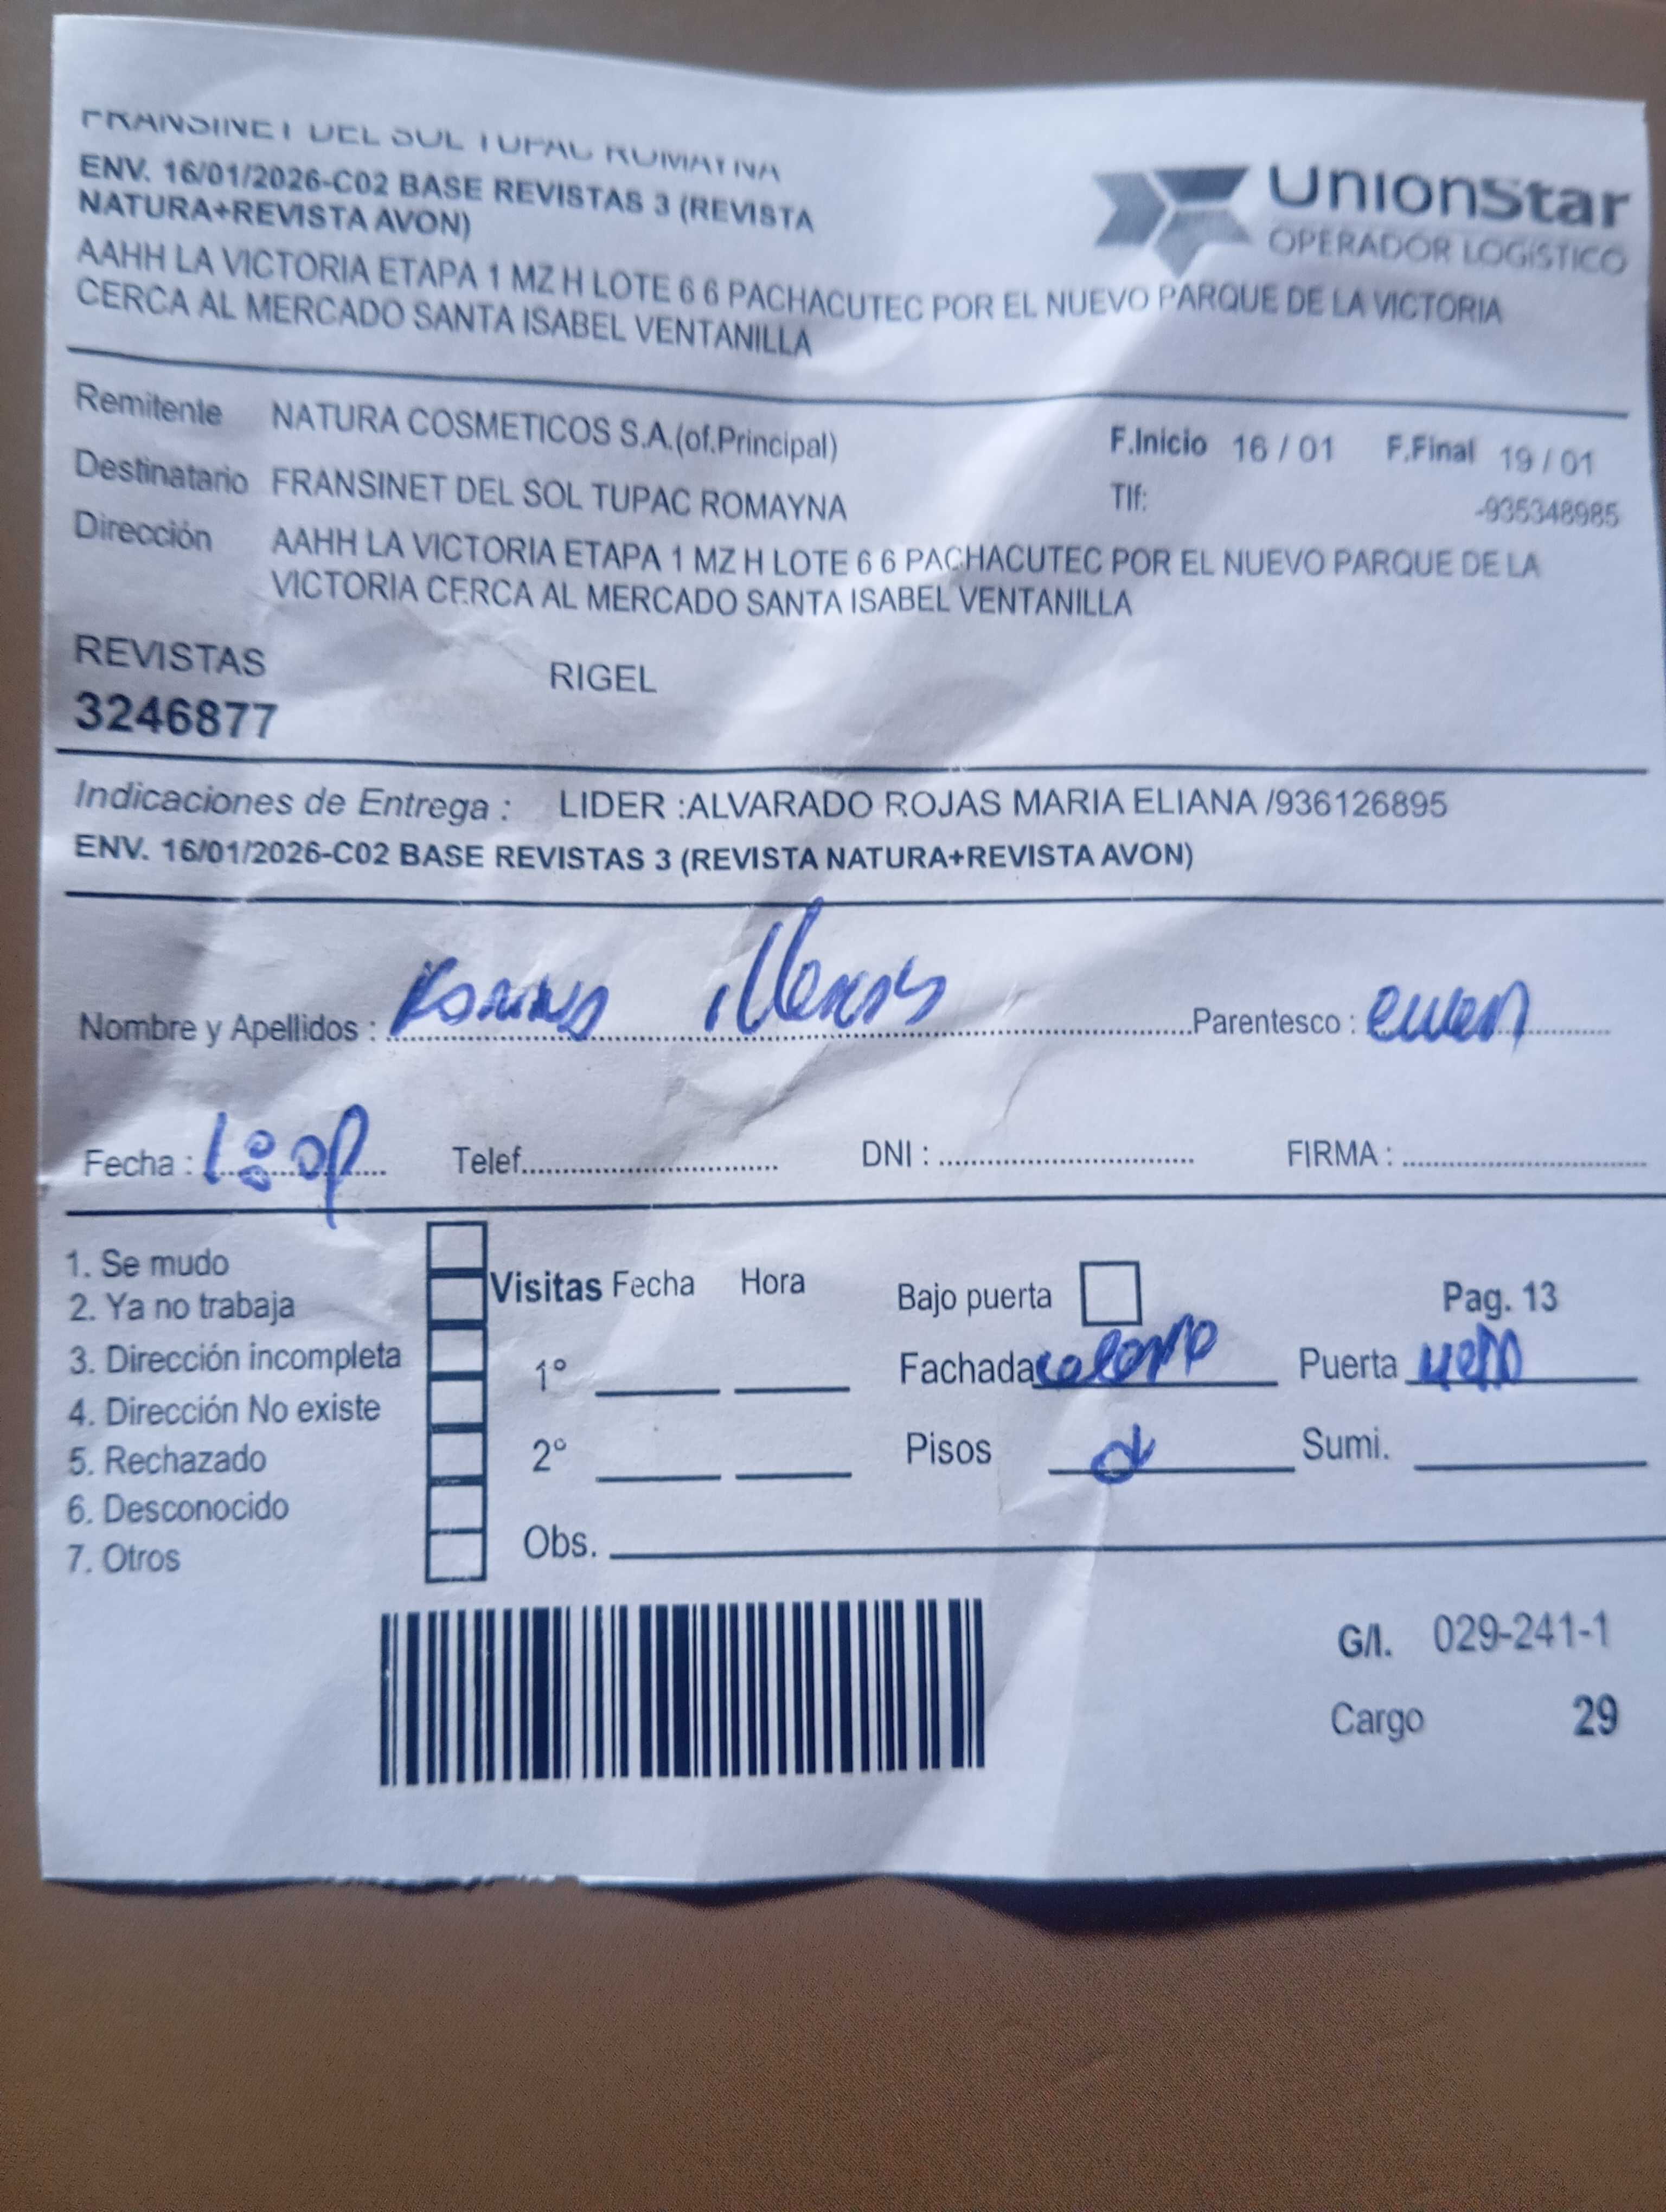 FRANSINET DEL SOL TUPAC ROMAYNA
ENV. 16/01/2026-C02 BASE REVISTAS 3 (REVISTA
NATURA+REVISTA AVON)
UnionStar
OPERADOR LOGÍSTICO
AAHH LA VICTORIA ETAPA 1 MZ H LOTE 6 6 PACHACUTEC POR EL NUEVO PARQUE DE LA VICTORIA
CERCA AL MERCADO SANTA ISABEL VENTANILLA
Remitente NATURA COSMETICOS S.A.(of.Principal) F.Inicio 16 / 01 F.Final 19 / 01
Destinatario FRANSINET DEL SOL TUPAC ROMAYNA Tlf: -935348985
Dirección AAHH LA VICTORIA ETAPA 1 MZ H LOTE 6 6 PACHACUTEC POR EL NUEVO PARQUE DE LA
VICTORIA CERCA AL MERCADO SANTA ISABEL VENTANILLA
REVISTAS RIGEL
3246877
Indicaciones de Entrega : LIDER :ALVARADO ROJAS MARIA ELIANA /936126895
ENV. 16/01/2026-C02 BASE REVISTAS 3 (REVISTA NATURA+REVISTA AVON)
Nombre y Apellidos : Parentesco :
Fecha : Telef. DNI : FIRMA :
1. Se mudo
2. Ya no trabaja
3. Dirección incompleta
4. Dirección No existe
5. Rechazado
6. Desconocido
7. Otros
Visitas Fecha Hora
1°
2°
Obs.
Bajo puerta Pag. 13
Fachada Puerta
Pisos Sumi.
G/I. 029-241-1
Cargo 29